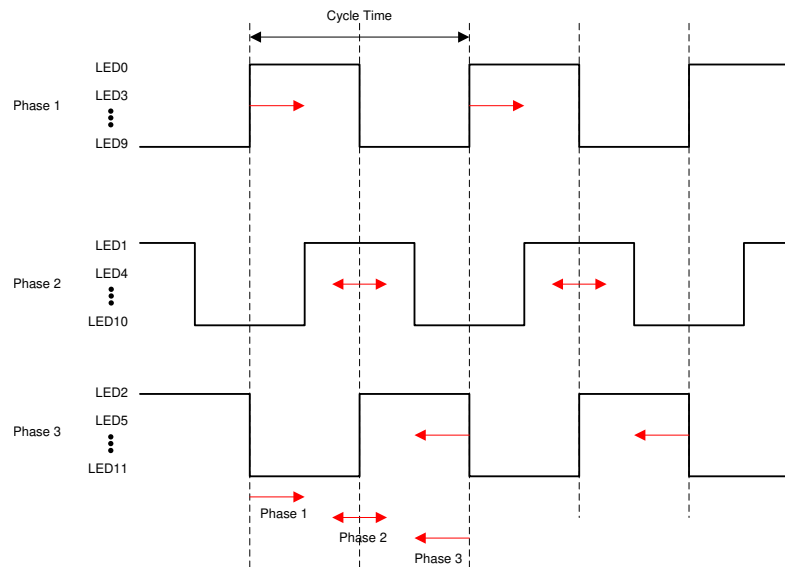 Cycle Time
LED0
Phase 1
LED3
LED9
LED1
Phase 2
LED4
LED10
LED2
Phase 3
LED5
LED11
Phase 1
Phase 2
Phase 3